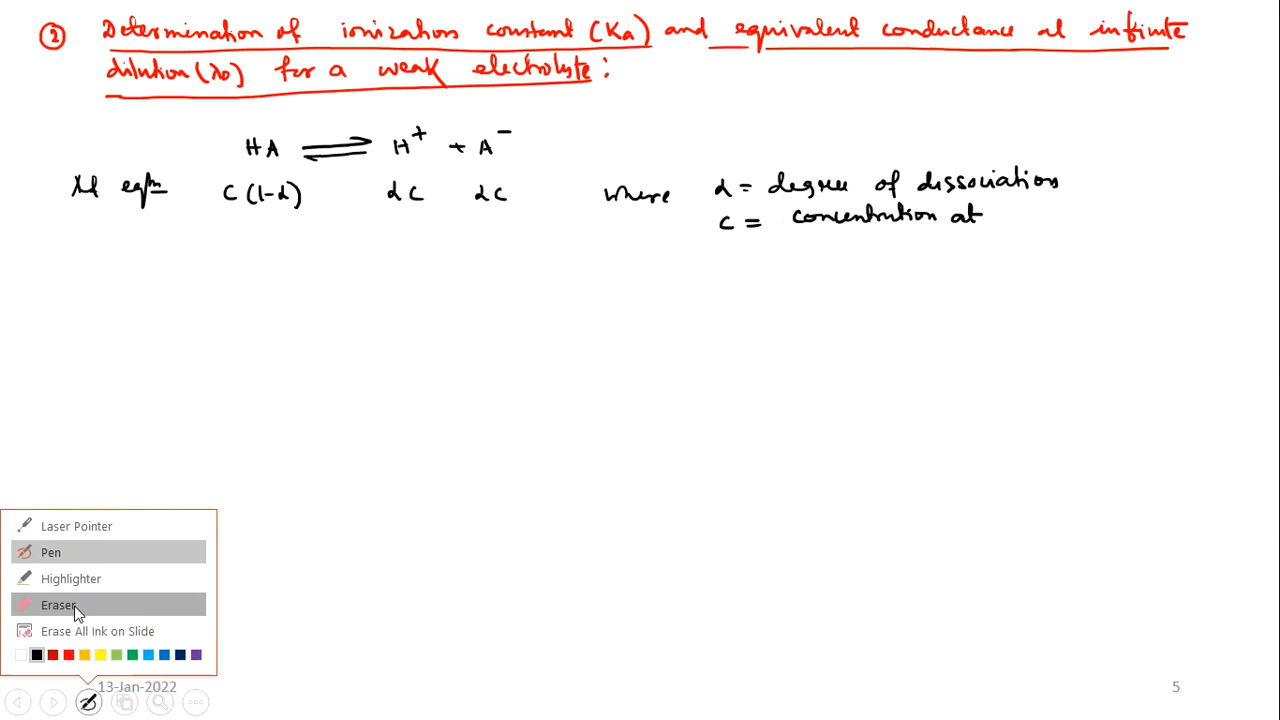 ② Determination of ionization constant (Ka) and equivalent conductance at infinite
dilution (λ0) for a weak electrolyte :
HA ⇌ H⁺ + A⁻
At eqm C(1-α) αC αC where α = degree of dissociation
C = concentration at
Laser Pointer
Pen
Highlighter
Eraser
Erase All Ink on Slide
13-Jan-2022
5